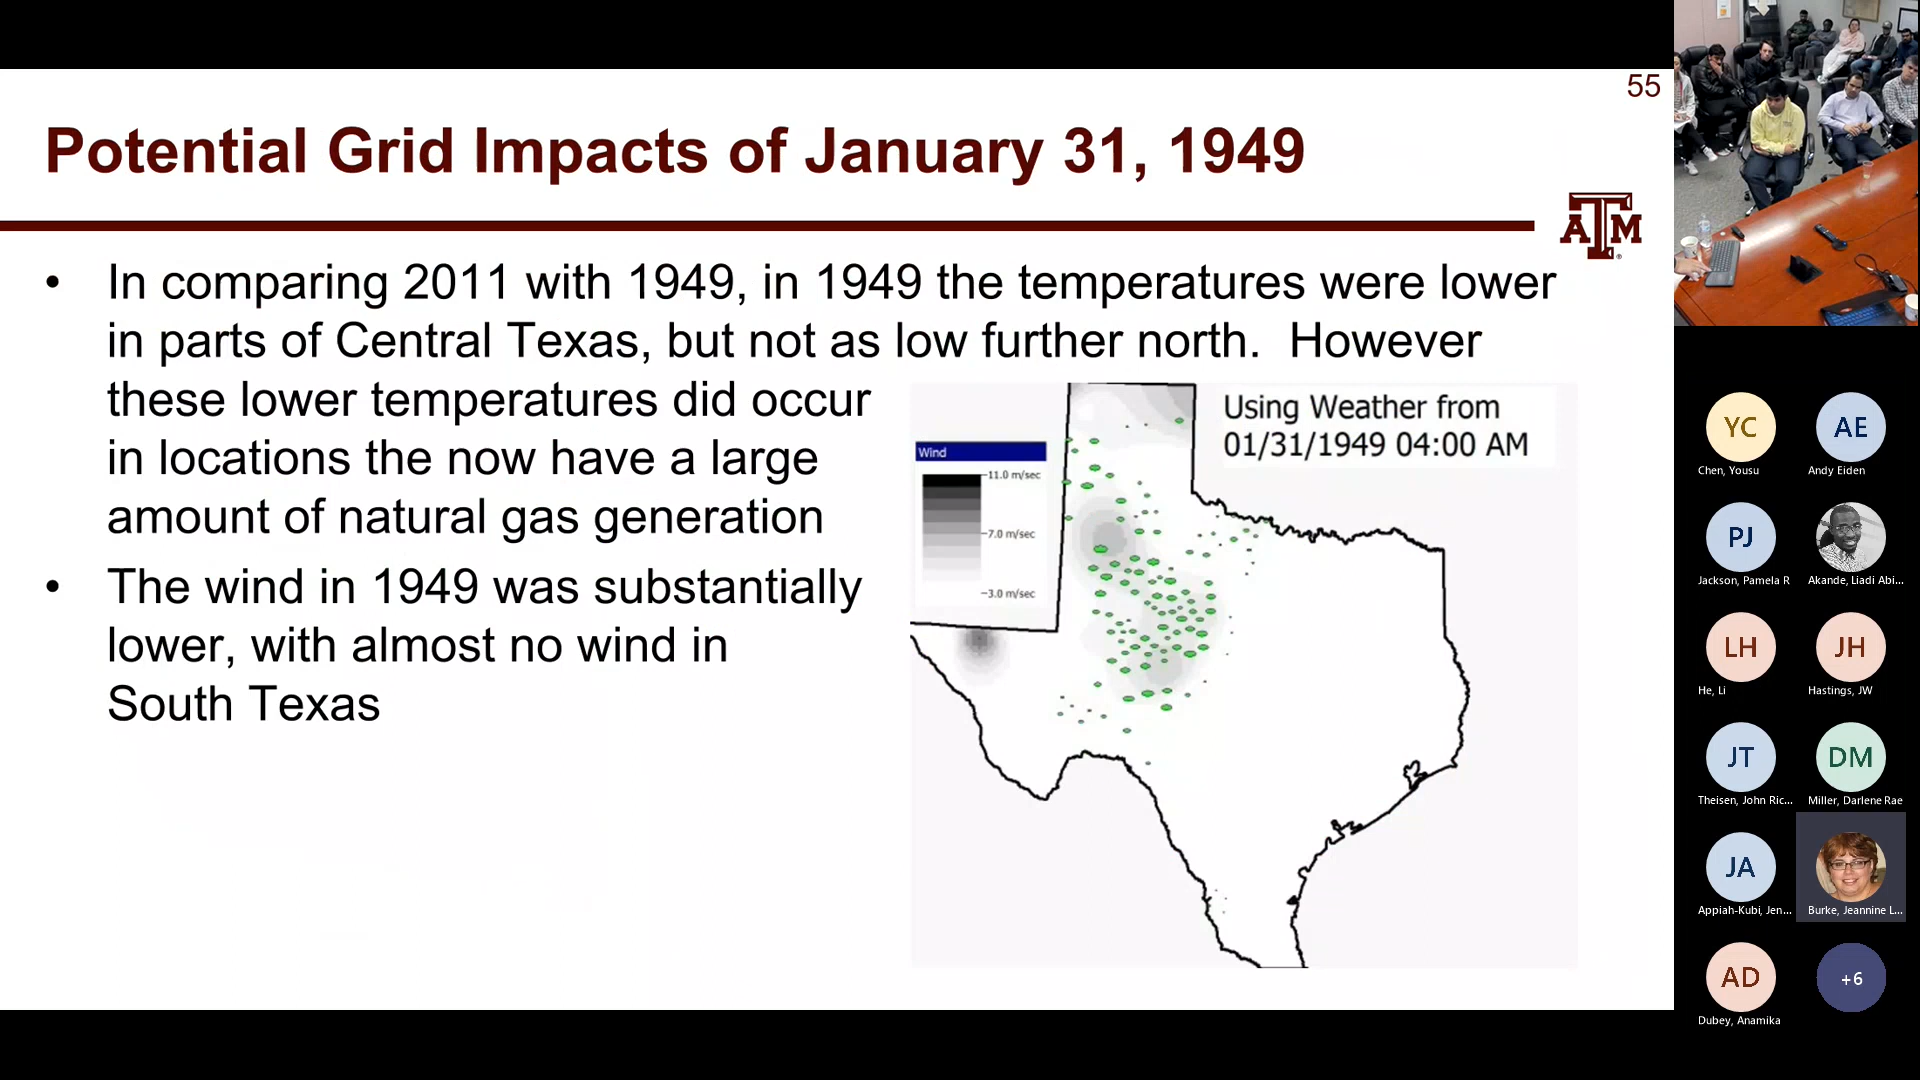 55
Potential Grid Impacts of January 31, 1949
ATM
• In comparing 2011 with 1949, in 1949 the temperatures were lower
in parts of Central Texas, but not as low further north.  However
these lower temperatures did occur
in locations the now have a large
amount of natural gas generation
• The wind in 1949 was substantially
lower, with almost no wind in
South Texas
Using Weather from
01/31/1949 04:00 AM
Wind
11.0 m/sec
7.0 m/sec
3.0 m/sec
YC
Chen, Yousu
AE
Andy Eiden
PJ
Jackson, Pamela R
Akande, Liadi Abi...
LH
He, Li
JH
Hastings, JW
JT
Theisen, John Ric...
DM
Miller, Darlene Rae
JA
Appiah-Kubi, Jen...
Burke, Jeannine L...
AD
Dubey, Anamika
+6